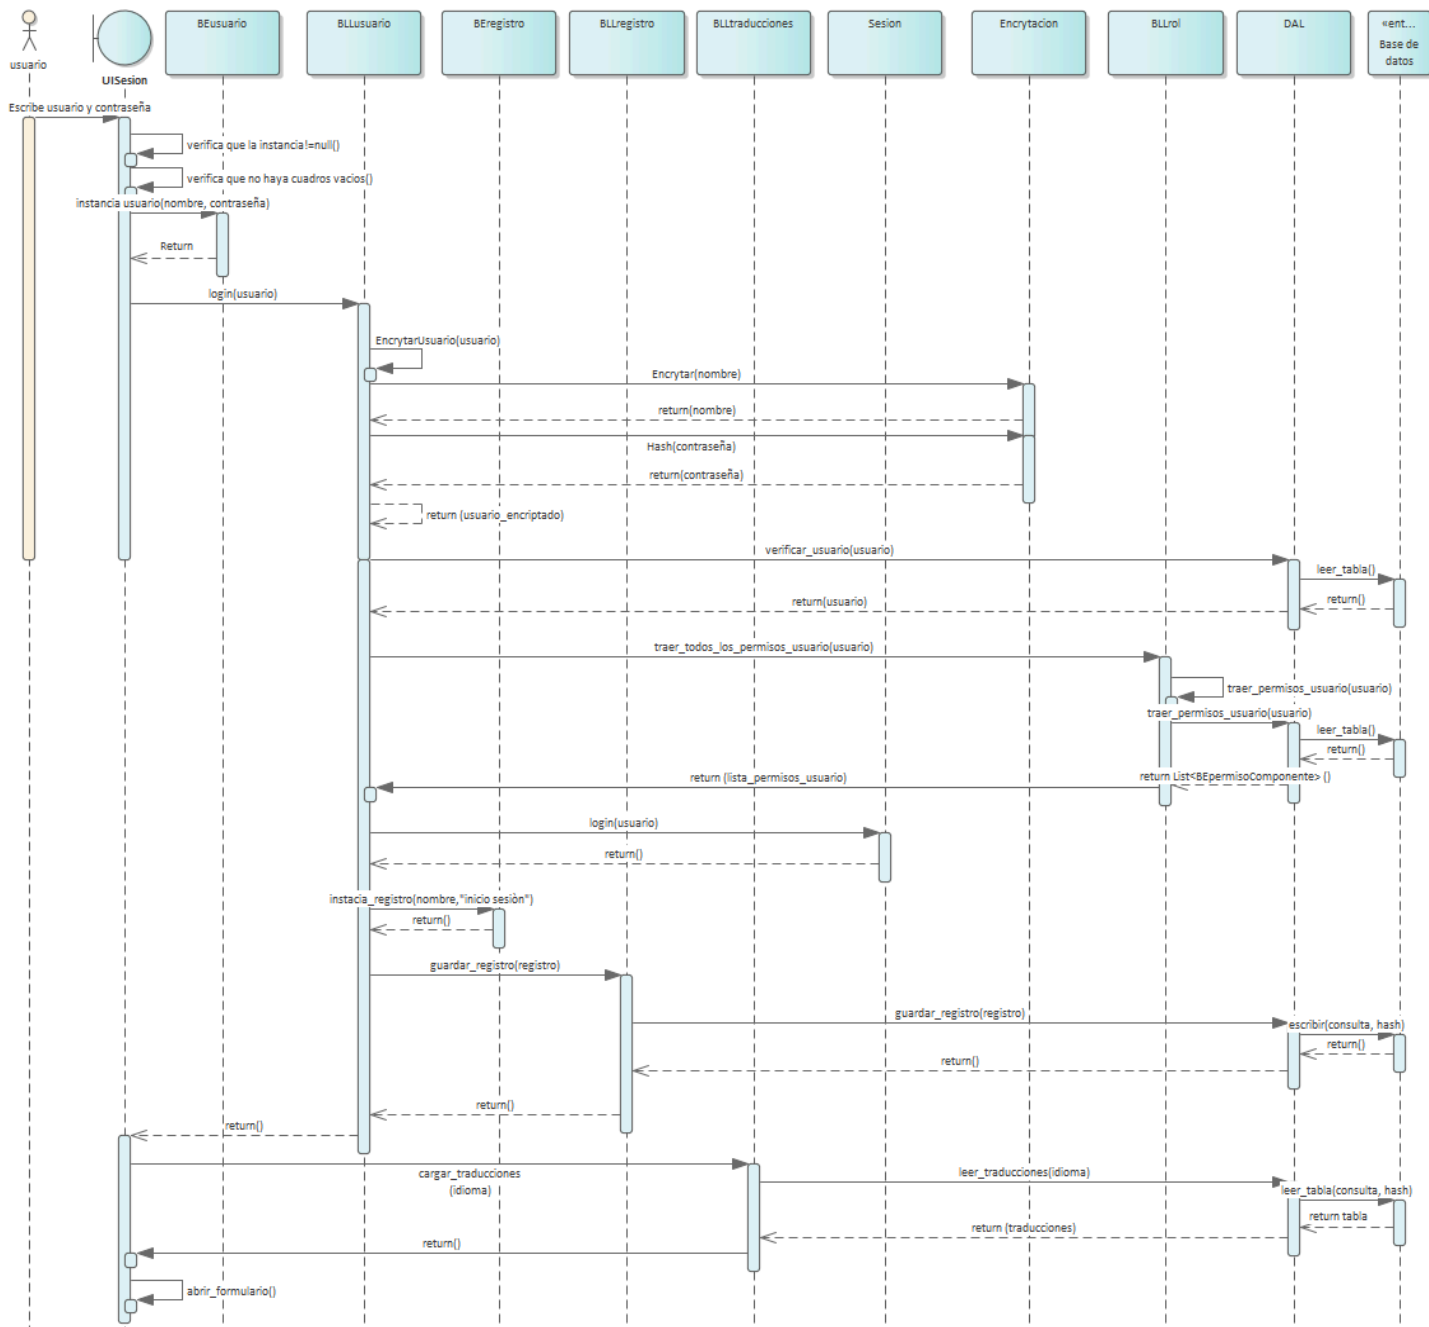 usuario
UISesion
BEusuario
BLLusuario
BEregistro
BLLregistro
BLLtraducciones
Sesion
Encrytacion
BLLrol
DAL
«ent...
Base de
datos
Escribe usuario y contraseña
verifica que la instancia!=null()
verifica que no haya cuadros vacios()
instancia usuario(nombre, contraseña)
Return
login(usuario)
EncrytarUsuario(usuario)
Encrytar(nombre)
return(nombre)
Hash(contraseña)
return(contraseña)
return (usuario_encriptado)
verificar_usuario(usuario)
leer_tabla()
return()
return(usuario)
traer_todos_los_permisos_usuario(usuario)
traer_permisos_usuario(usuario)
traer_permisos_usuario(usuario)
leer_tabla()
return()
return List<BEpermisoComponente> ()
return (lista_permisos_usuario)
login(usuario)
return()
instacia_registro(nombre,"inicio sesiòn")
return()
guardar_registro(registro)
guardar_registro(registro)
escribir(consulta, hash)
return()
return()
return()
return()
cargar_traducciones
(idioma)
leer_traducciones(idioma)
leer_tabla(consulta, hash)
return tabla
return (traducciones)
return()
abrir_formulario()